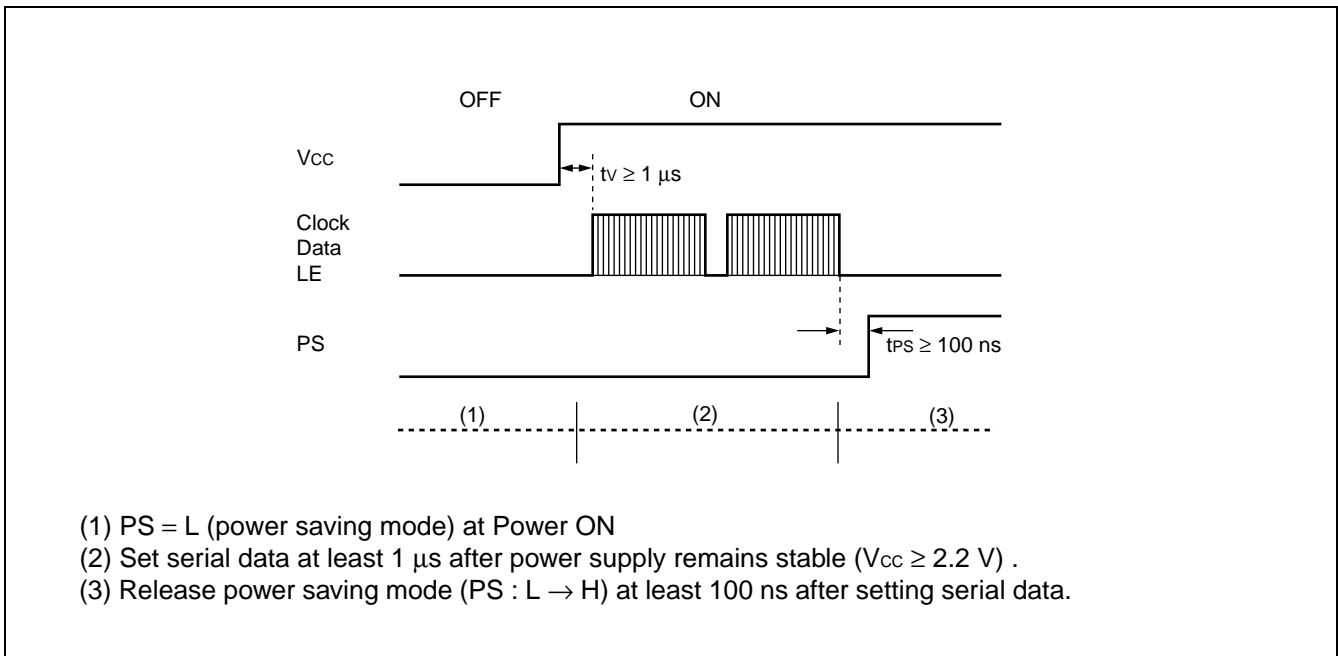 OFF ON
VCC
tV ≥ 1 μs
Clock
Data
LE
PS
tPS ≥ 100 ns
(1) (2) (3)
(1) PS = L (power saving mode) at Power ON
(2) Set serial data at least 1 μs after power supply remains stable (VCC ≥ 2.2 V) .
(3) Release power saving mode (PS : L → H) at least 100 ns after setting serial data.